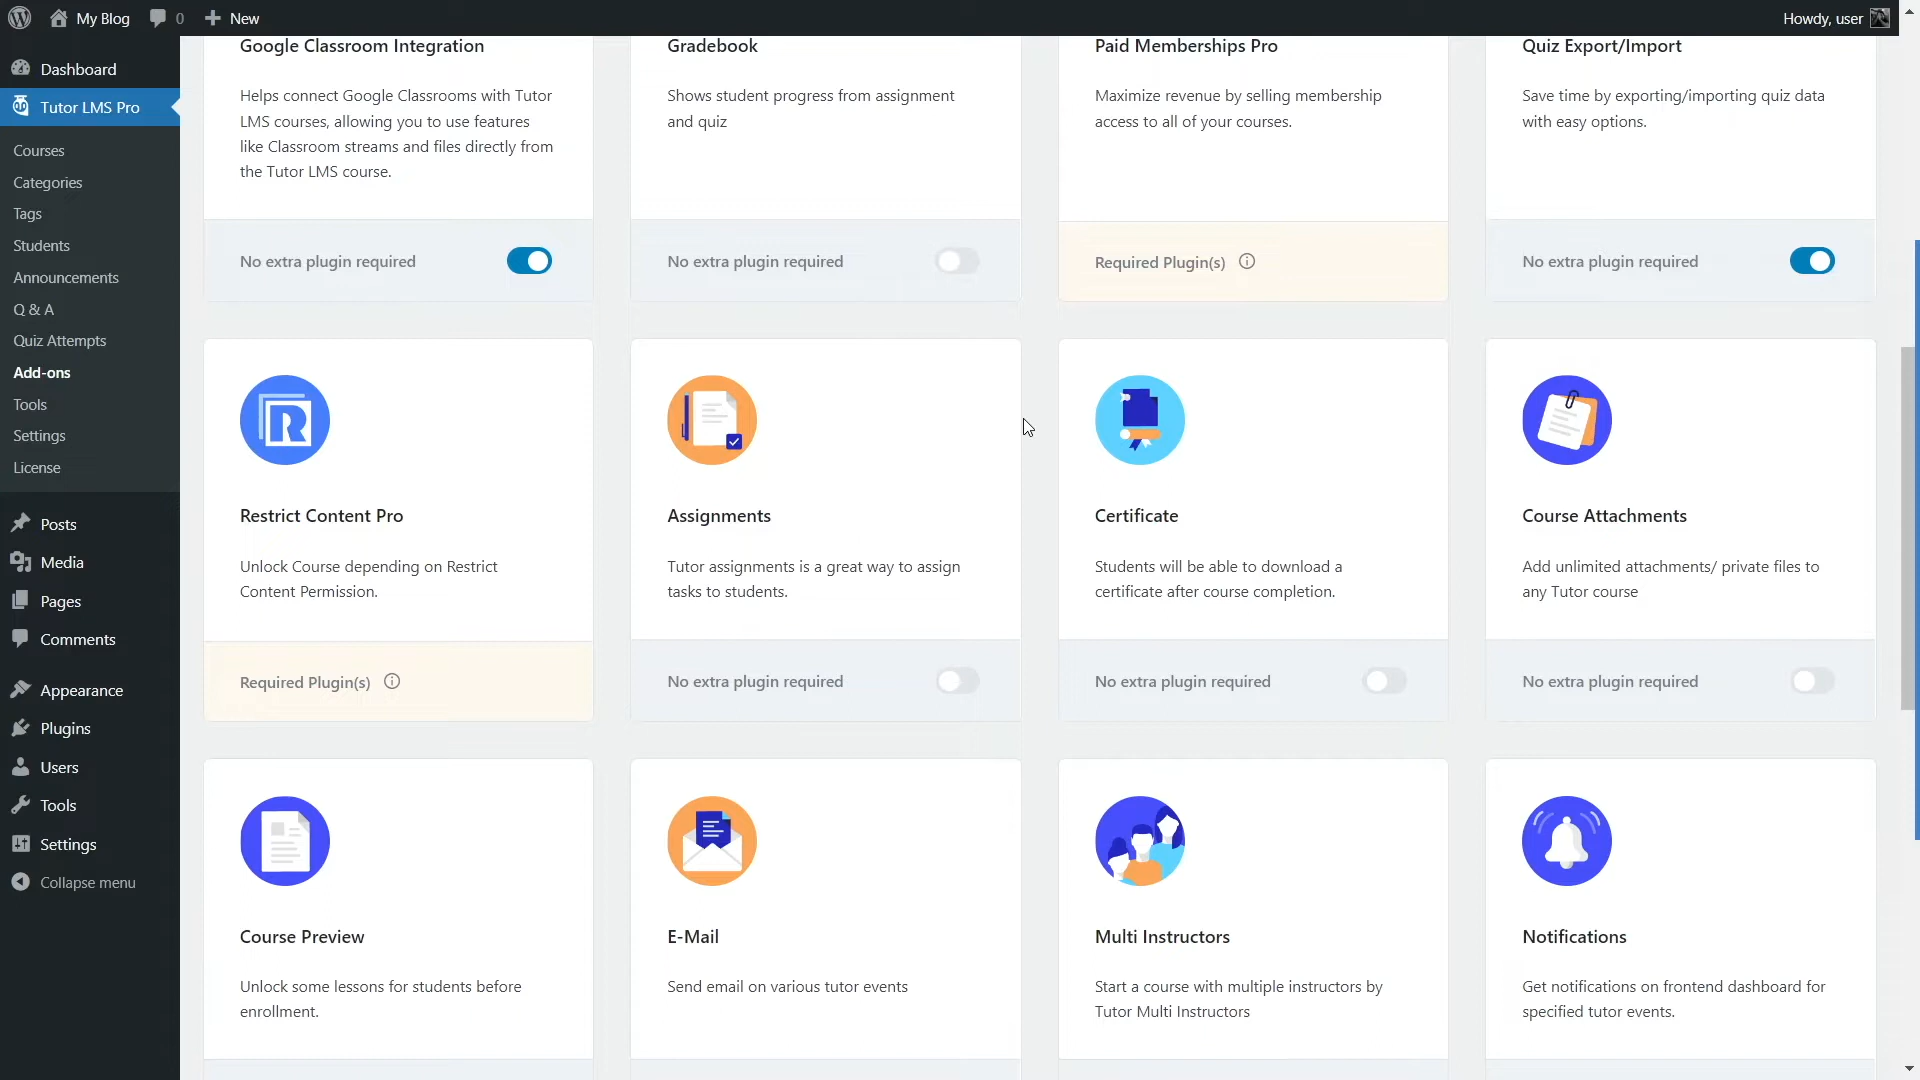 My Blog
0
New
Howdy, user
Dashboard
Tutor LMS Pro
Courses
Categories
Tags
Students
Announcements
Q & A
Quiz Attempts
Add-ons
Tools
Settings
License
Posts
Media
Pages
Comments
Appearance
Plugins
Users
Tools
Settings
Collapse menu
Google Classroom Integration
Helps connect Google Classrooms with Tutor
LMS courses, allowing you to use features
like Classroom streams and files directly from
the Tutor LMS course.
No extra plugin required
Gradebook
Shows student progress from assignment
and quiz
No extra plugin required
Paid Memberships Pro
Maximize revenue by selling membership
access to all of your courses.
Required Plugin(s)
Quiz Export/Import
Save time by exporting/importing quiz data
with easy options.
No extra plugin required
Restrict Content Pro
Unlock Course depending on Restrict
Content Permission.
Required Plugin(s)
Assignments
Tutor assignments is a great way to assign
tasks to students.
No extra plugin required
Certificate
Students will be able to download a
certificate after course completion.
No extra plugin required
Course Attachments
Add unlimited attachments/ private files to
any Tutor course
No extra plugin required
Course Preview
Unlock some lessons for students before
enrollment.
E-Mail
Send email on various tutor events
Multi Instructors
Start a course with multiple instructors by
Tutor Multi Instructors
Notifications
Get notifications on frontend dashboard for
specified tutor events.